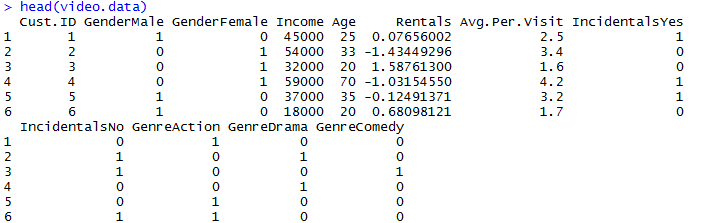 > head(video.data)
Cust.ID GenderMale GenderFemale Income Age Rentals Avg.Per.Visit IncidentalsYes
1 1 1 0 45000 25 0.07656002 2.5 1
2 2 0 1 54000 33 -1.43449296 3.4 0
3 3 0 1 32000 20 1.58761300 1.6 0
4 4 0 1 59000 70 -1.03154550 4.2 1
5 5 1 0 37000 35 -0.12491371 3.2 1
6 6 1 0 18000 20 0.68098121 1.7 0
IncidentalsNo GenreAction GenreDrama GenreComedy
1 0 1 0 0
2 1 0 1 0
3 1 0 0 1
4 0 0 1 0
5 0 1 0 0
6 1 1 0 0